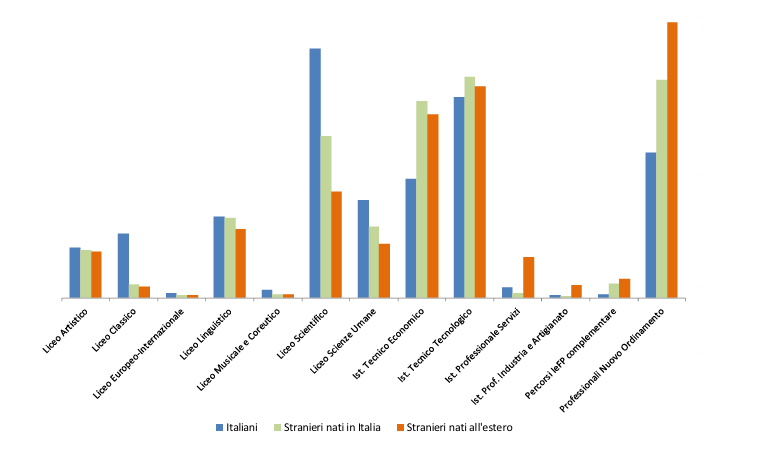 Liceo Artistico
Liceo Classico
Liceo Europeo-Internazionale
Liceo Linguistico
Liceo Musicale e Coreutico
Liceo Scientifico
Liceo Scienze Umane
Ist. Tecnico Economico
Ist. Tecnico Tecnologico
Ist. Professionale Servizi
Ist. Prof. Industria e Artigianato
Percorsi IeFP complementare
Professionali Nuovo Ordinamento
Italiani
Stranieri nati in Italia
Stranieri nati all'estero